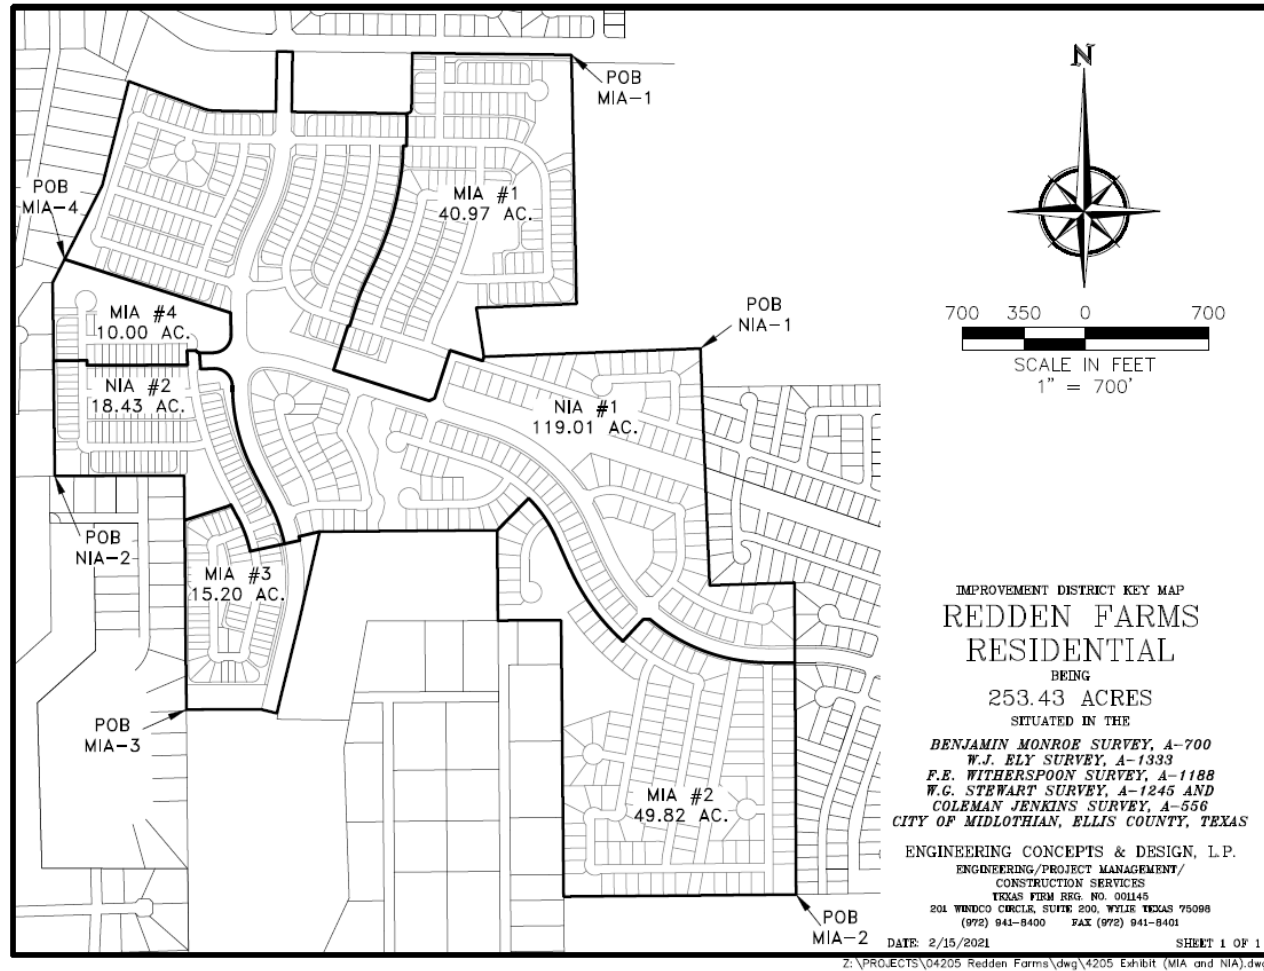 N
POB
MIA-1
POB
MIA-4
MIA #1
40.97 AC.
POB
NIA-1
700 350 0 700
SCALE IN FEET
1" = 700'
MIA #4
10.00 AC.
NIA #2
18.43 AC.
NIA #1
119.01 AC.
POB
NIA-2
MIA #3
15.20 AC.
POB
MIA-3
MIA #2
49.82 AC.
POB
MIA-2
IMPROVEMENT DISTRICT KEY MAP
REDDEN FARMS
RESIDENTIAL
BEING
253.43 ACRES
SITUATED IN THE
BENJAMIN MONROE SURVEY, A-700
W.J. ELY SURVEY, A-1333
F.E. WITHERSPOON SURVEY, A-1188
W.G. STEWART SURVEY, A-1245 AND
COLEMAN JENKINS SURVEY, A-556
CITY OF MIDLOTHIAN, ELLIS COUNTY, TEXAS
ENGINEERING CONCEPTS & DESIGN, L.P.
ENGINEERING/PROJECT MANAGEMENT/
CONSTRUCTION SERVICES
TEXAS FIRM REG. NO. 001145
201 WINDCO CIRCLE, SUITE 200, WYLIE TEXAS 75098
(972) 941-8400 FAX (972) 941-8401
DATE: 2/15/2021 SHEET 1 OF 1
Z:\PROJECTS\04205 Redden Farms\dwg\4205 Exhibit (MIA and NIA).dwg